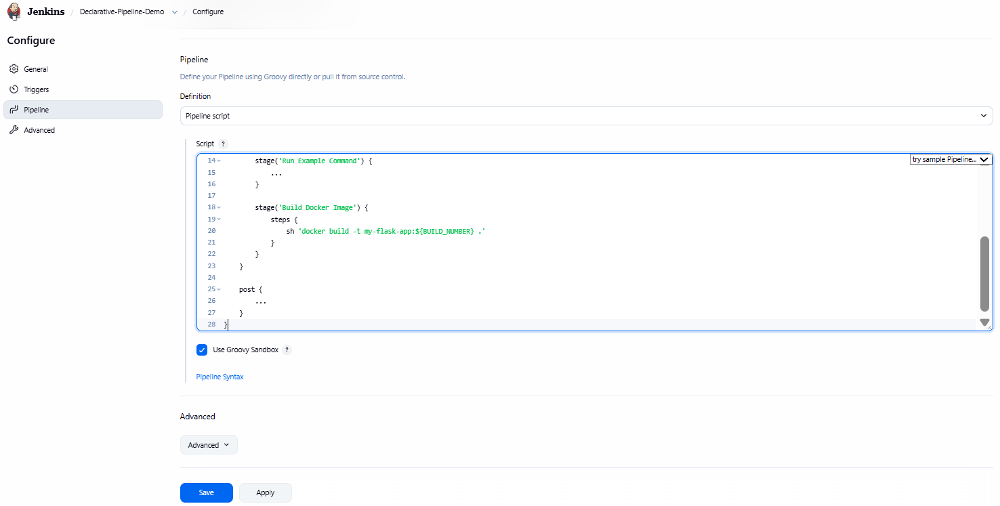 Jenkins / Declarative-Pipeline-Demo / Configure
Configure
General
Triggers
Pipeline
Advanced
Pipeline
Define your Pipeline using Groovy directly or pull it from source control.
Definition
Pipeline script
Script ?
try sample Pipeline...
14 stage('Run Example Command') {
15 ...
16 }
17
18 stage('Build Docker Image') {
19 steps {
20 sh 'docker build -t my-flask-app:${BUILD_NUMBER} .'
21 }
22 }
23 }
24
25 post {
26 ...
27 }
28 }
Use Groovy Sandbox ?
Pipeline Syntax
Advanced
Advanced
Save Apply